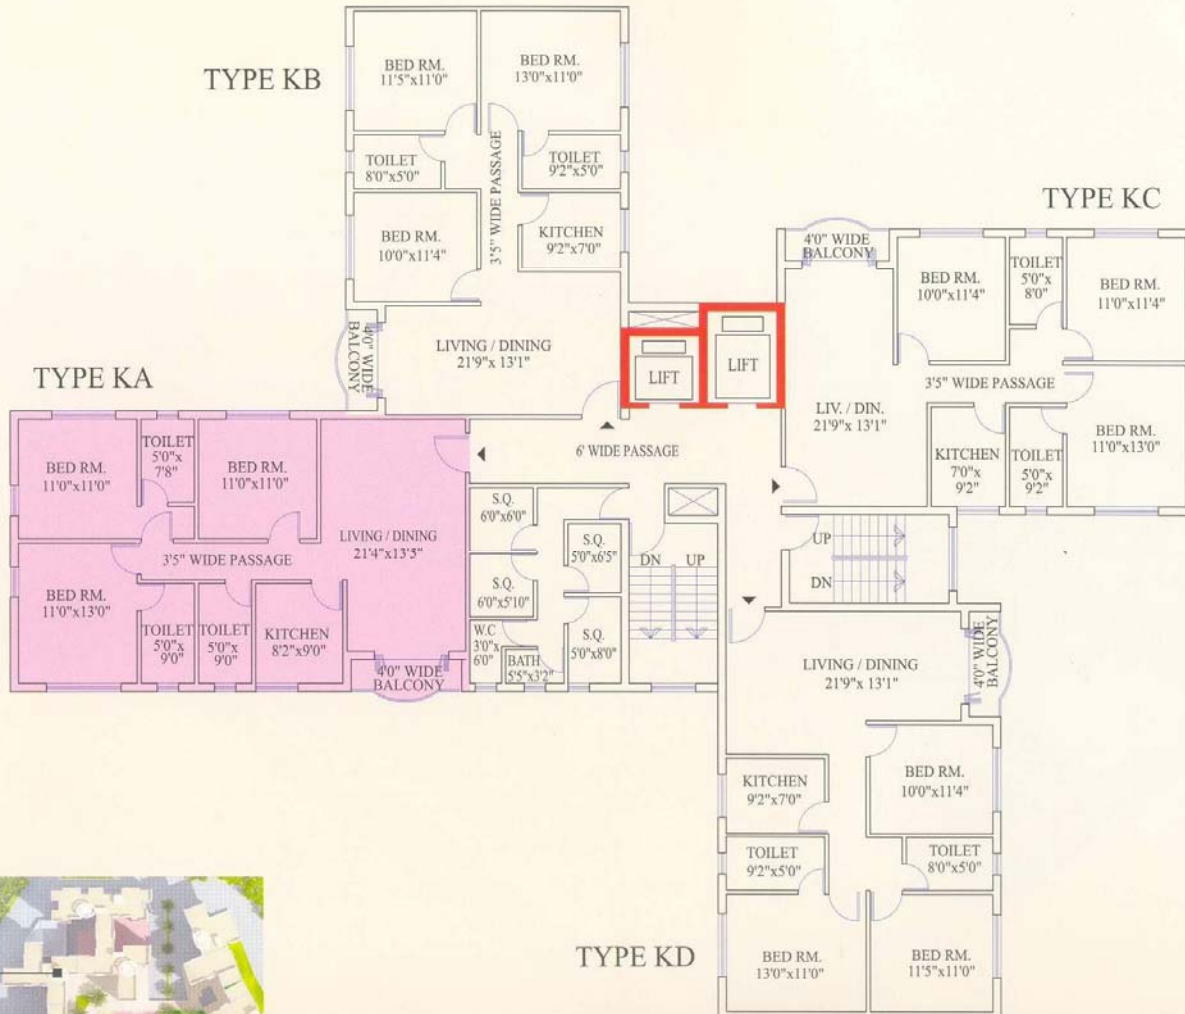 TYPE KB
BED RM.
11'5"x11'0"
BED RM.
13'0"x11'0"
TOILET
8'0"x5'0"
3'5" WIDE PASSAGE
TOILET
9'2"x5'0"
BED RM.
10'0"x11'4"
KITCHEN
9'2"x7'0"
LIVING / DINING
21'9"x 13'1"
4'0" WIDE
BALCONY
LIFT
LIFT
TYPE KC
4'0" WIDE
BALCONY
BED RM.
10'0"x11'4"
TOILET
5'0"x
8'0"
BED RM.
11'0"x11'4"
3'5" WIDE PASSAGE
LIV. / DIN.
21'9"x 13'1"
KITCHEN
7'0"x
9'2"
TOILET
5'0"x
9'2"
BED RM.
11'0"x13'0"
TYPE KA
BED RM.
11'0"x11'0"
TOILET
5'0"x
7'8"
BED RM.
11'0"x11'0"
LIVING / DINING
21'4"x13'5"
3'5" WIDE PASSAGE
BED RM.
11'0"x13'0"
TOILET
5'0"x
9'0"
TOILET
5'0"x
9'0"
KITCHEN
8'2"x9'0"
4'0" WIDE
BALCONY
6' WIDE PASSAGE
S.Q.
6'0"x6'0"
S.Q.
5'0"x6'5"
S.Q.
6'0"x5'10"
W.C
3'0"x
6'0"
BATH
5'5"x3'2"
S.Q.
5'0"x8'0"
DN
UP
UP
DN
LIVING / DINING
21'9"x 13'1"
4'0" WIDE
BALCONY
KITCHEN
9'2"x7'0"
BED RM.
10'0"x11'4"
TOILET
9'2"x5'0"
TOILET
8'0"x5'0"
TYPE KD
BED RM.
13'0"x11'0"
BED RM.
11'5"x11'0"